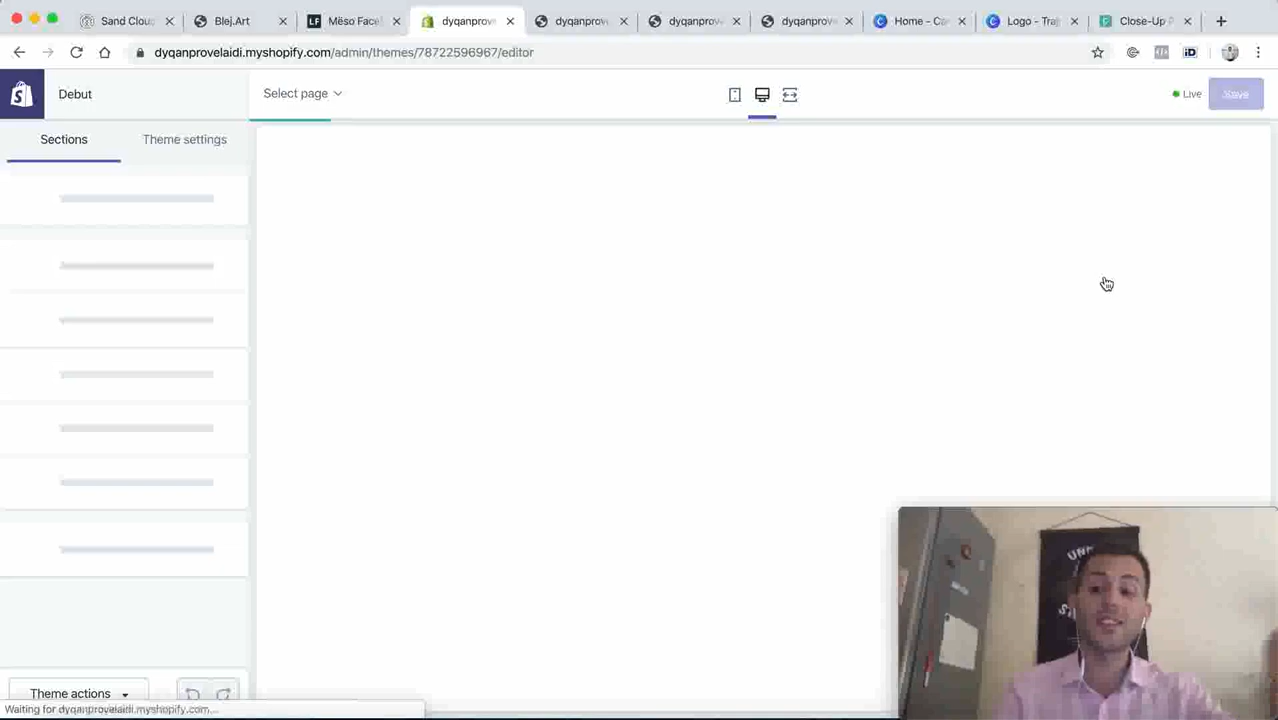 Sand Clou
Blej.Art
Mëso Face
dyqanprove
dyqanprov
dyqanprov
dyqanprov
Home - Ca
Logo - Tra
Close-Up
dyqanprovelaidi.myshopify.com/admin/themes/78722596967/editor
Debut
Select page
Live
Save
Sections
Theme settings
Theme actions
Waiting for dyqanprovelaidi.myshopify.com...